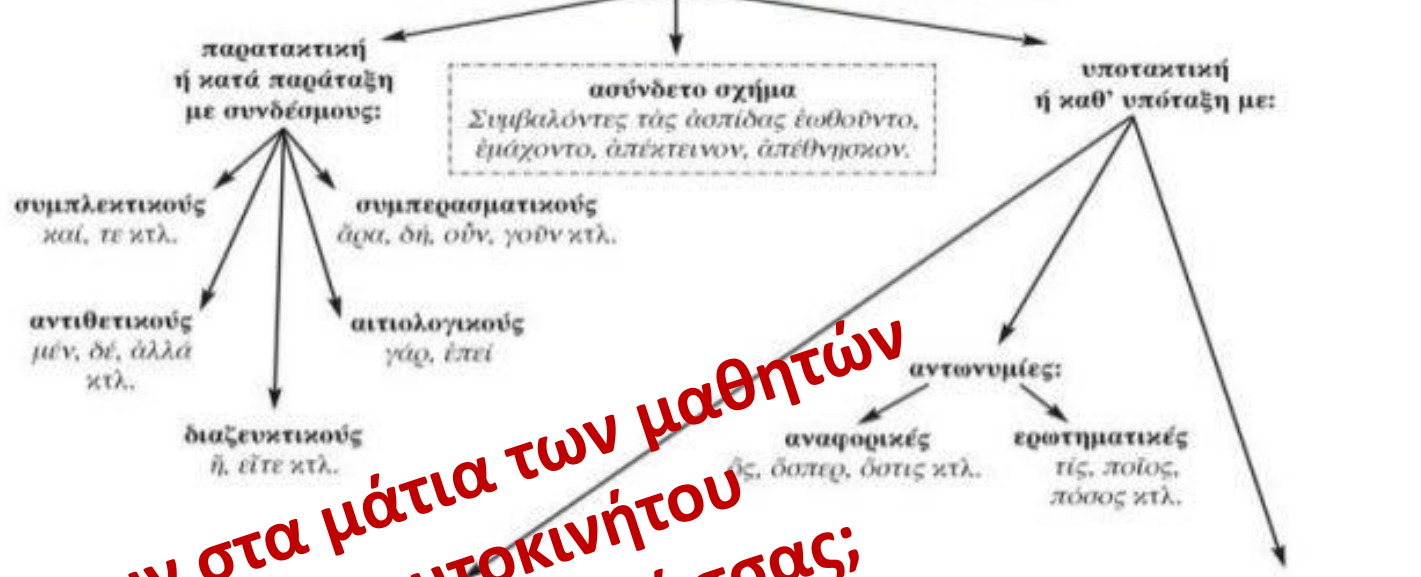 παρατακτική
ή κατά παράταξη
με συνδέσμους:
ασύνδετο σχήμα
Συμβαλόντες τὰς ἀσπίδας ἐωθοῦντο,
ἐμάχοντο, ἀπέκτεινον, ἀπέθνῃσκον.
υποτακτική
ή καθ' υπόταξη με:
συμπλεκτικούς
καί, τε κτλ.
συμπερασματικούς
ἄρα, δή, οὖν, γοῦν κτλ.
αντιθετικούς
μέν, δέ, ἀλλά
κτλ.
αιτιολογικούς
γάρ, ἐπεί
διαζευκτικούς
ἤ, εἴτε κτλ.
αντωνυμίες:
αναφορικές
ὅς, ὅσπερ, ὅστις κτλ.
ερωτηματικές
τίς, ποῖος,
πόσος κτλ.
στα μάτια των μαθητών